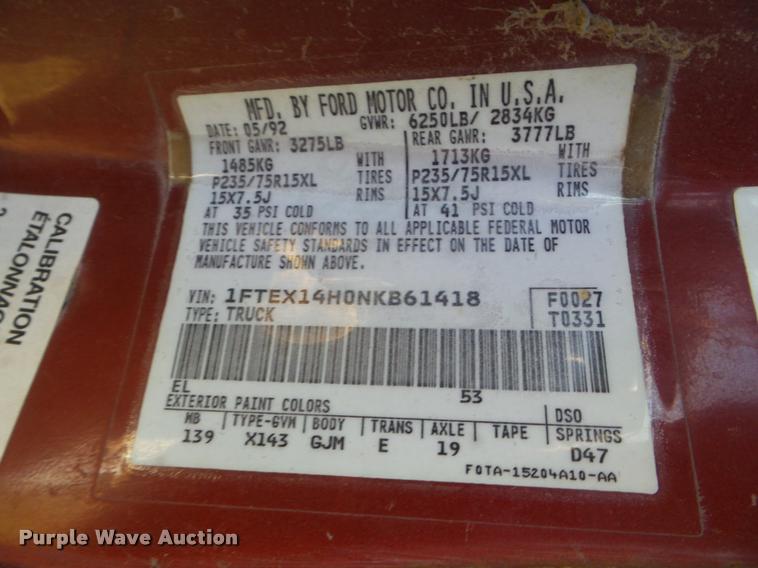 MFD. BY FORD MOTOR CO. IN U.S.A.
DATE: 05/92 GVWR: 6250LB/ 2834KG
FRONT GAWR: 3275LB REAR GAWR: 3777LB
1485KG WITH 1713KG WITH
P235/75R15XL TIRES P235/75R15XL TIRES
15X7.5J RIMS 15X7.5J RIMS
AT 35 PSI COLD AT 41 PSI COLD
THIS VEHICLE CONFORMS TO ALL APPLICABLE FEDERAL MOTOR
VEHICLE SAFETY STANDARDS IN EFFECT ON THE DATE OF
MANUFACTURE SHOWN ABOVE.
VIN: 1FTEX14H0NKB61418 F0027
TYPE: TRUCK T0331
EL 53
EXTERIOR PAINT COLORS DSO
WB TYPE-GVM BODY TRANS AXLE TAPE SPRINGS
139 X143 GJM E 19 D47
F0TA-15204A10-AA
CALIBRATION
Purple Wave Auction